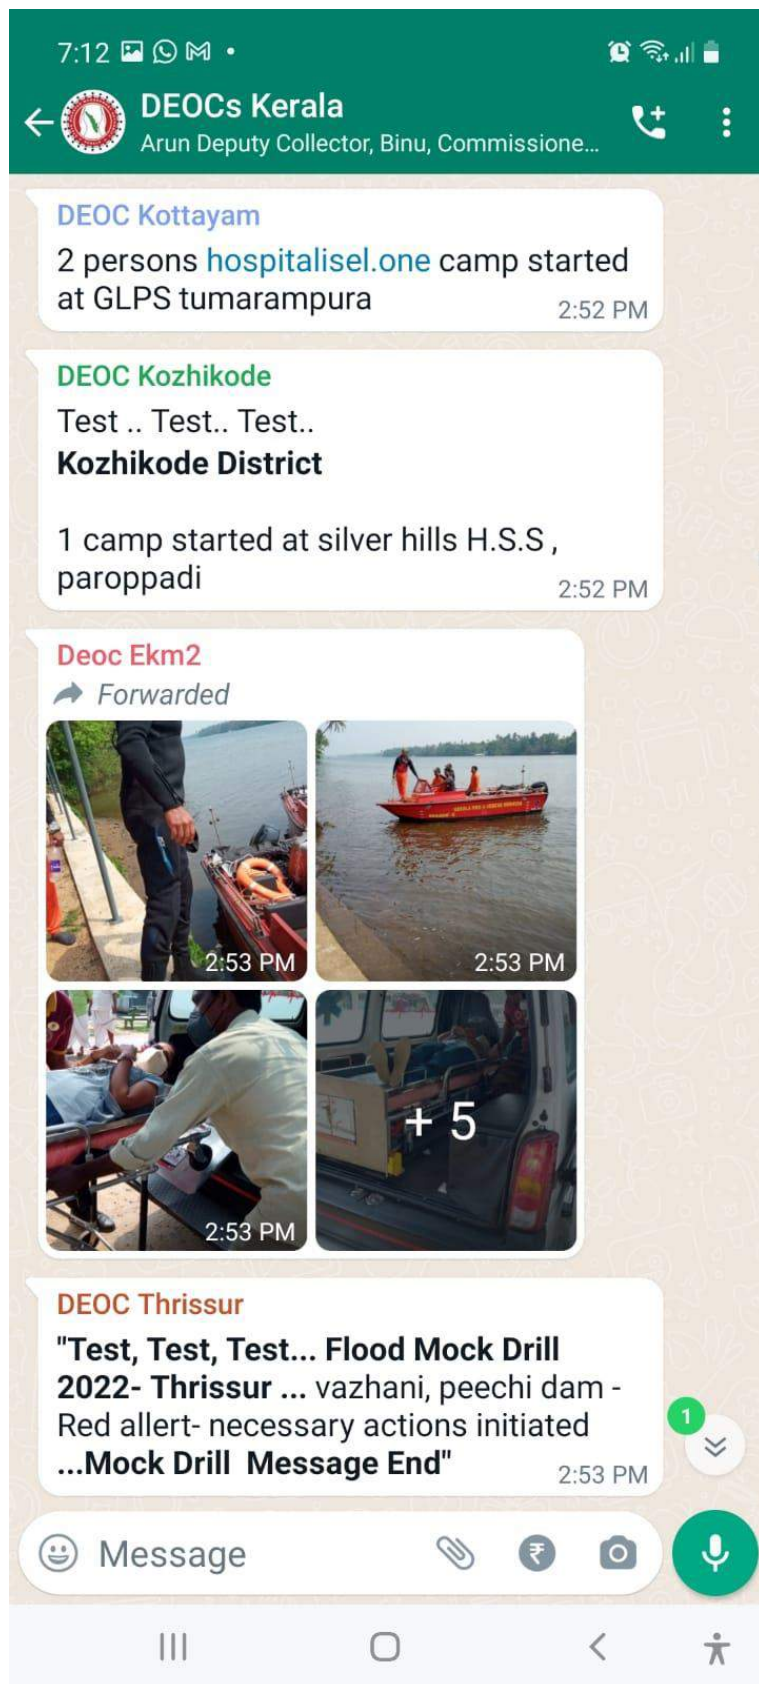 7:12
DEOCs Kerala
Arun Deputy Collector, Binu, Commissione...
DEOC Kottayam
2 persons hospitalisel.one camp started
at GLPS tumarampura
2:52 PM
DEOC Kozhikode
Test .. Test.. Test..
Kozhikode District
1 camp started at silver hills H.S.S ,
paroppadi
2:52 PM
Deoc Ekm2
Forwarded
2:53 PM
KERALA FIRE & RESCUE SERVICES
2:53 PM
2:53 PM
+ 5
DEOC Thrissur
"Test, Test, Test... Flood Mock Drill
2022- Thrissur ... vazhani, peechi dam -
Red allert- necessary actions initiated
...Mock Drill  Message End"
2:53 PM
1
Message